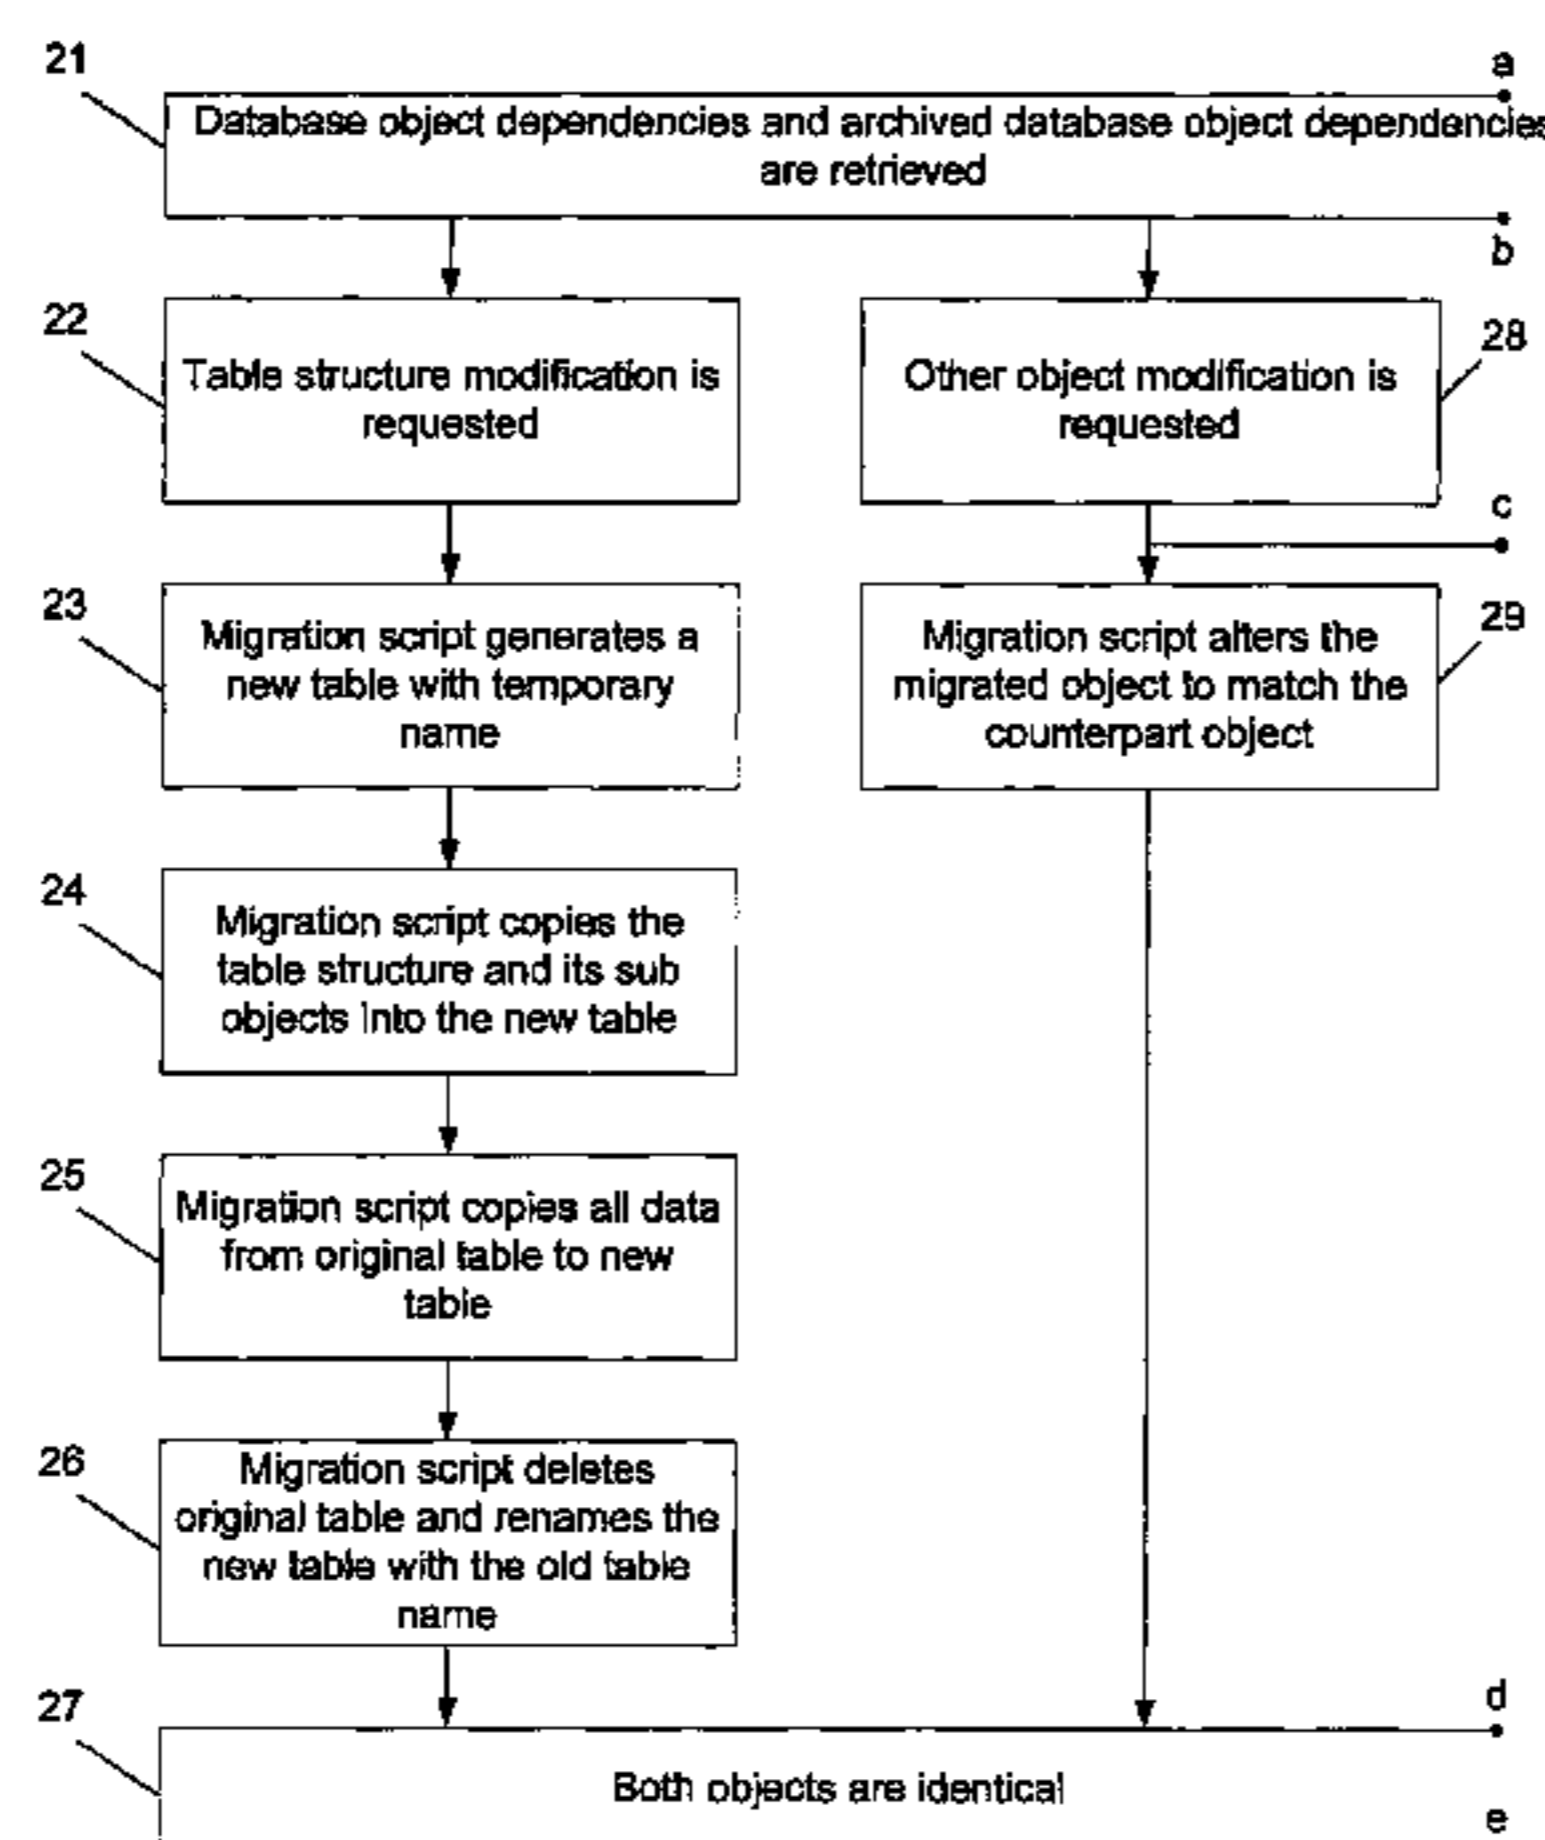 21
a
Database object dependencies and archived database object dependencies
are retrieved
b
22
Table structure modification is
requested
Other object modification is
requested
28
c
23
Migration script generates a
new table with temporary
name
Migration script alters the
migrated object to match the
counterpart object
29
24
Migration script copies the
table structure and its sub
objects into the new table
25
Migration script copies all data
from original table to new
table
26
Migration script deletes
original table and renames the
new table with the old table
name
27
d
Both objects are identical
e